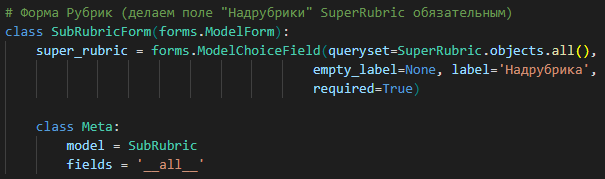 # Форма Рубрик (делаем поле "Надрубрики" SuperRubric обязательным)
class SubRubricForm(forms.ModelForm):
    super_rubric = forms.ModelChoiceField(queryset=SuperRubric.objects.all(),
                                          empty_label=None, label='Надрубрика',
                                          required=True)
    class Meta:
        model = SubRubric
        fields = '__all__'